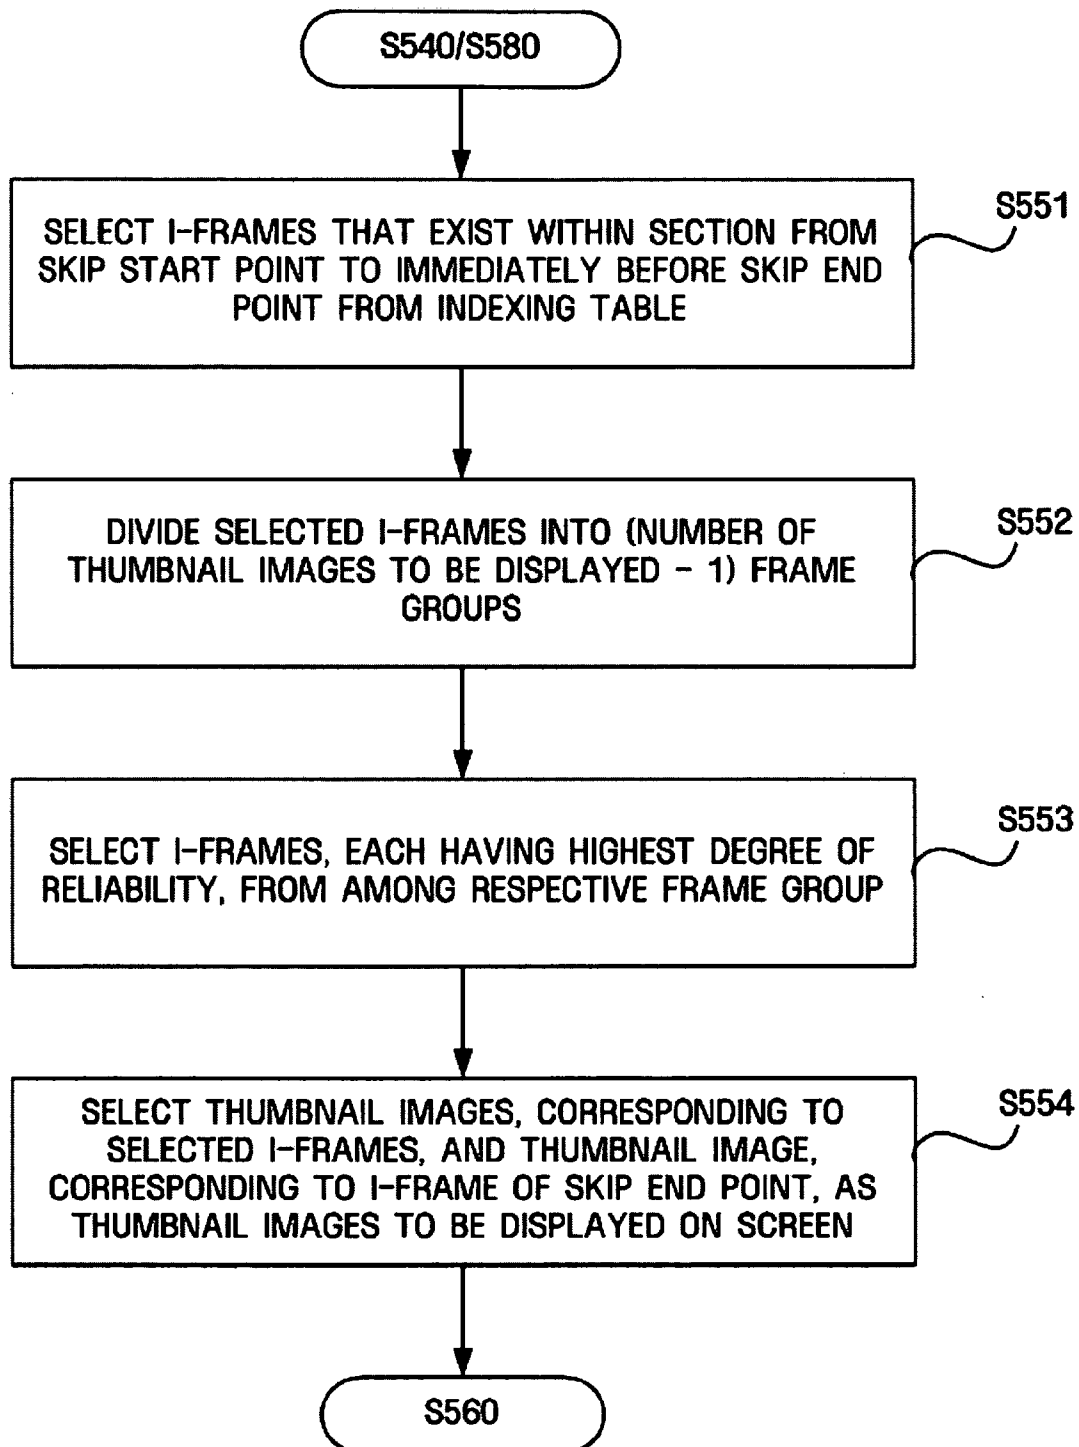 S540/S580
S551
SELECT I-FRAMES THAT EXIST WITHIN SECTION FROM
SKIP START POINT TO IMMEDIATELY BEFORE SKIP END
POINT FROM INDEXING TABLE
S552
DIVIDE SELECTED I-FRAMES INTO (NUMBER OF
THUMBNAIL IMAGES TO BE DISPLAYED - 1) FRAME
GROUPS
S553
SELECT I-FRAMES, EACH HAVING HIGHEST DEGREE OF
RELIABILITY, FROM AMONG RESPECTIVE FRAME GROUP
S554
SELECT THUMBNAIL IMAGES, CORRESPONDING TO
SELECTED I-FRAMES, AND THUMBNAIL IMAGE,
CORRESPONDING TO I-FRAME OF SKIP END POINT, AS
THUMBNAIL IMAGES TO BE DISPLAYED ON SCREEN
S560